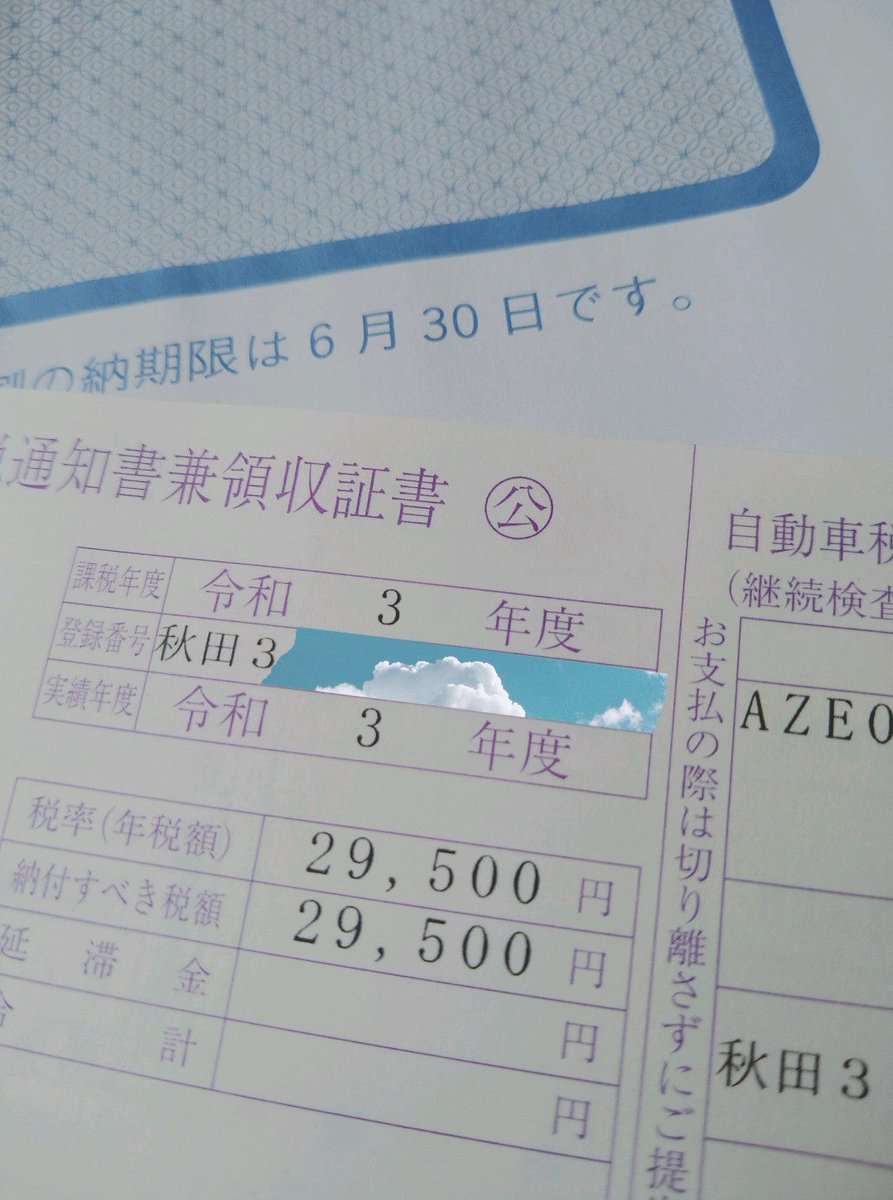 の納期限は6月30日です。
通知書兼領収証書 ㊡
課税年度 令和 3 年度
登録番号 秋田3
実績年度 令和 3 年度
税率(年税額) 29,500 円
納付すべき税額 29,500 円
延滞金 円
計 円
自動車税
(継続検査
お支払の際は切り離さずにご提
AZE0
秋田3